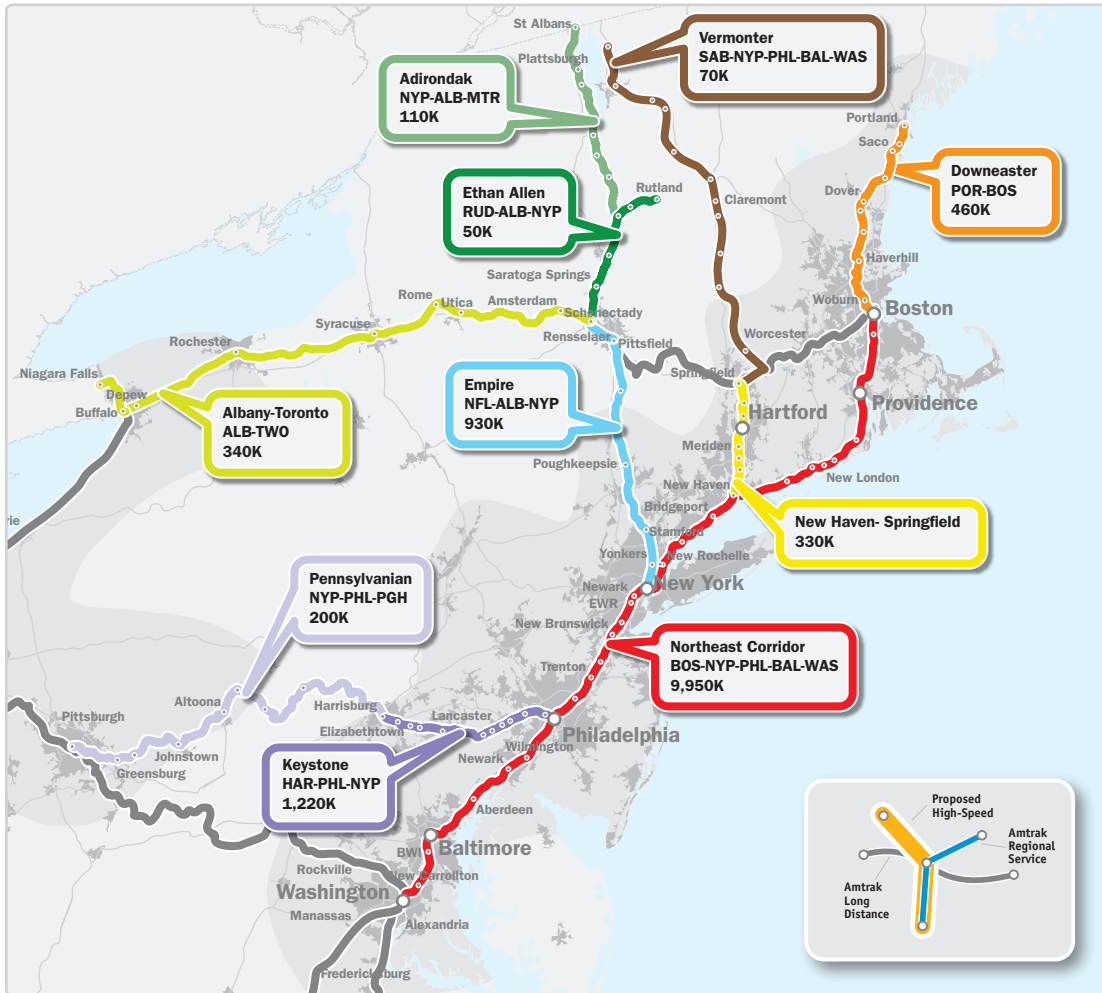 St Albans
Plattsburgh
Vermonter
SAB-NYP-PHL-BAL-WAS
70K
Adirondak
NYP-ALB-MTR
110K
Portland
Saco
Downeaster
POR-BOS
460K
Ethan Allen
RUD-ALB-NYP
50K
Rutland
Dover
Claremont
Haverhill
Saratoga Springs
Rome
Utica
Amsterdam
Schenectady
Woburn
Boston
Syracuse
Rensselaer
Pittsfield
Worcester
Rochester
Niagara Falls
Depew
Buffalo
Springfield
Empire
NFL-ALB-NYP
930K
Albany-Toronto
ALB-TWO
340K
Hartford
Providence
Meriden
Poughkeepsie
New Haven
New London
rie
Bridgeport
New Haven- Springfield
330K
Stamford
Yonkers
New Rochelle
Pennsylvanian
NYP-PHL-PGH
200K
Newark
New York
EWR
New Brunswick
Northeast Corridor
BOS-NYP-PHL-BAL-WAS
9,950K
Trenton
Altoona
Harrisburg
Pittsburgh
Lancaster
Elizabethtown
Philadelphia
Johnstown
Greensburg
Wilmington
Newark
Keystone
HAR-PHL-NYP
1,220K
Aberdeen
Baltimore
BWI
Rockville
New Carrollton
Washington
Manassas
Alexandria
Fredericksburg
Proposed
High-Speed
Amtrak
Regional
Service
Amtrak
Long
Distance